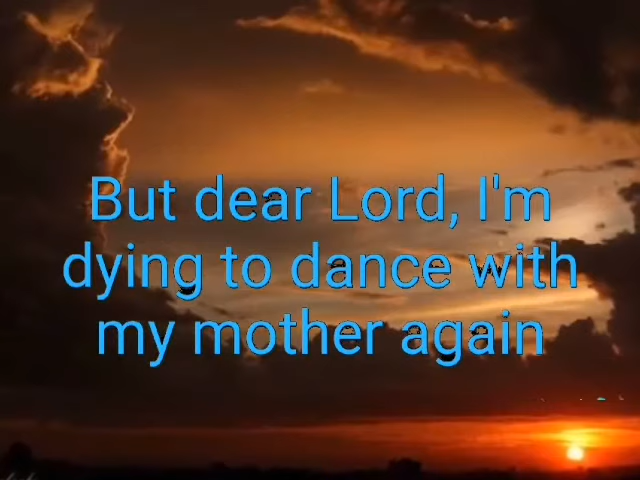 But dear Lord, I'm
dying to dance with
my mother again